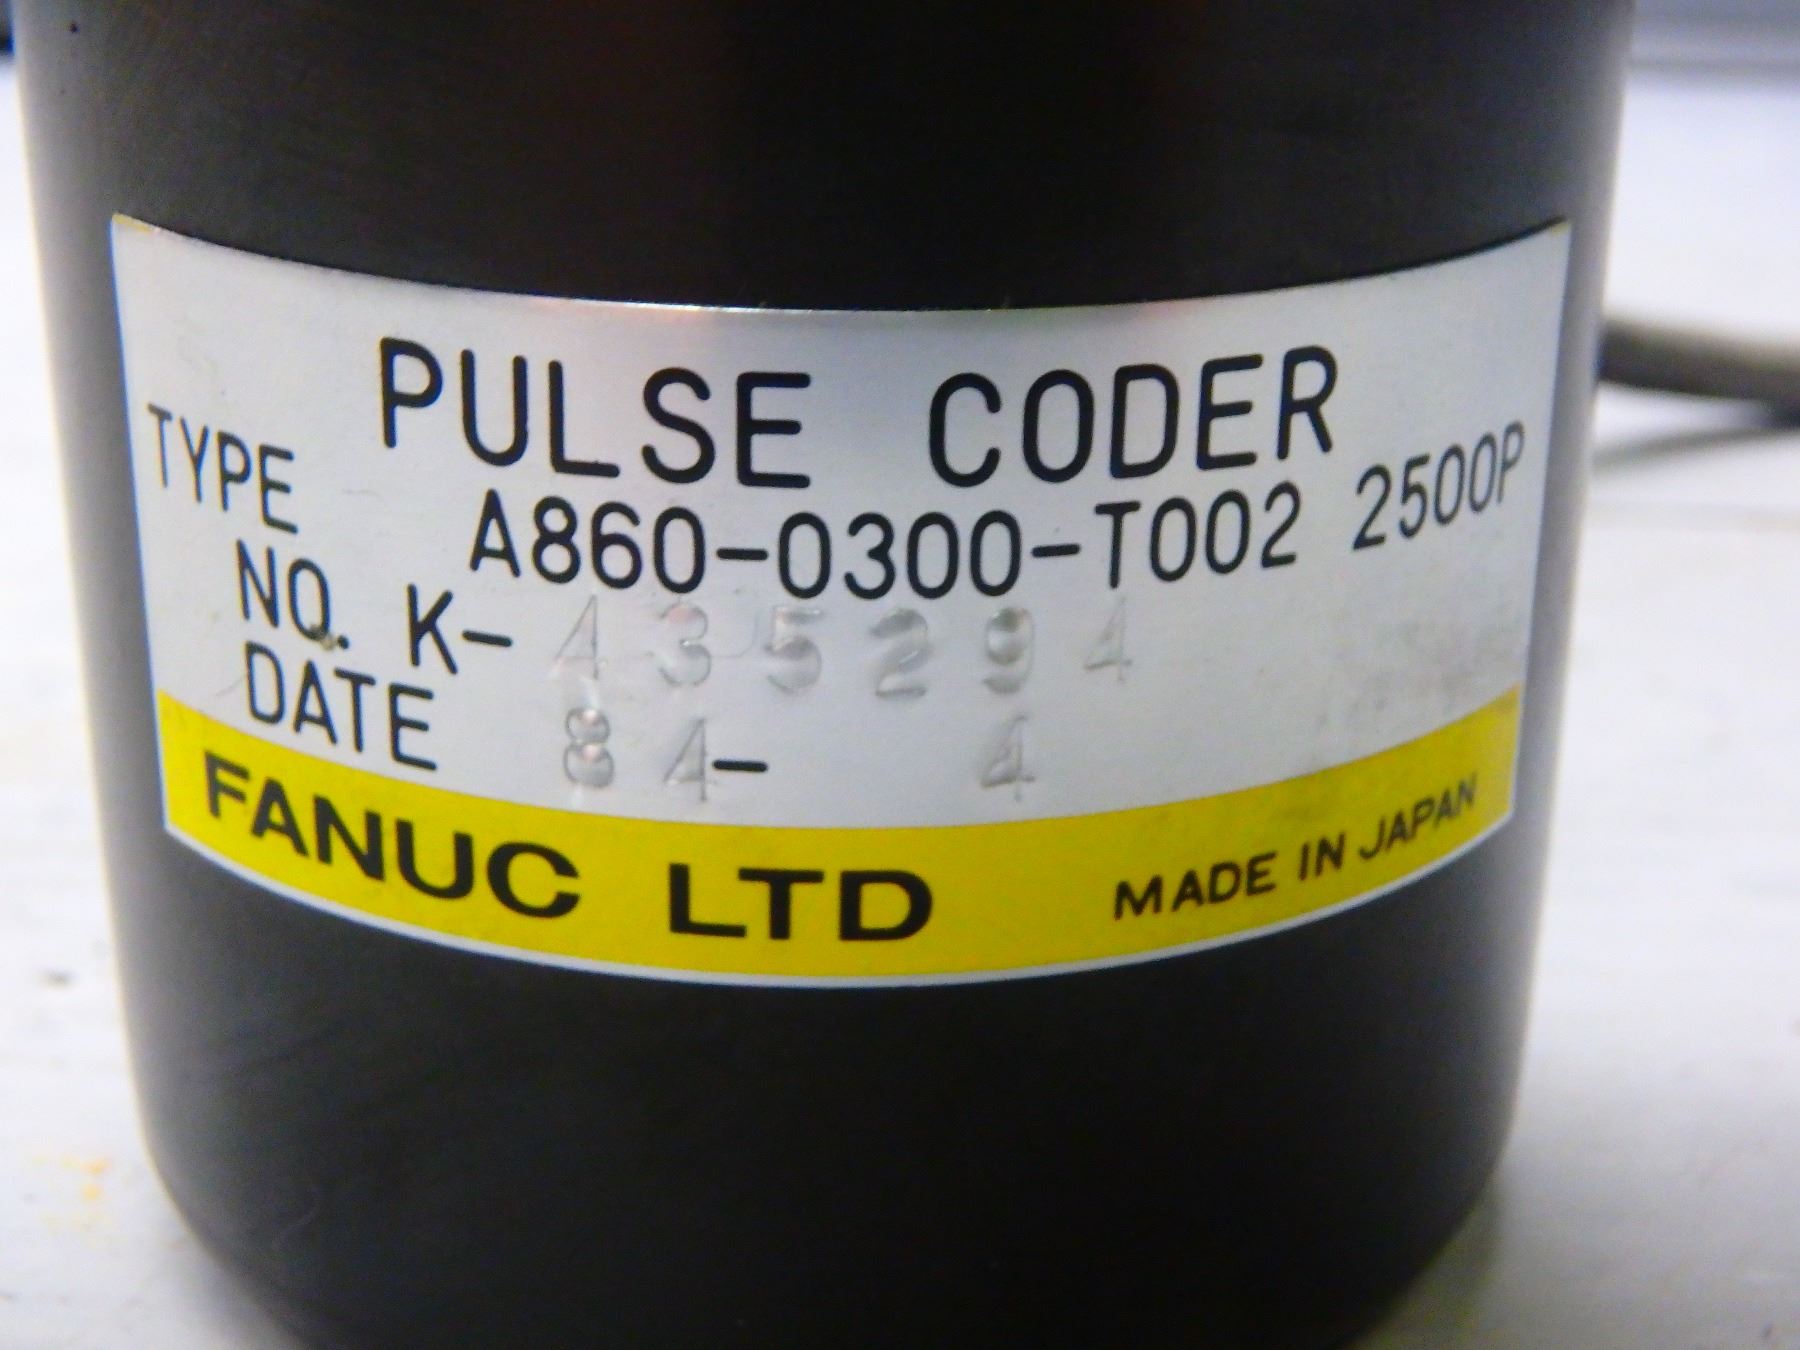 PULSE CODER
TYPE A860-0300-T002 2500P
NO. K-435294
DATE 84- 4
FANUC LTD MADE IN JAPAN